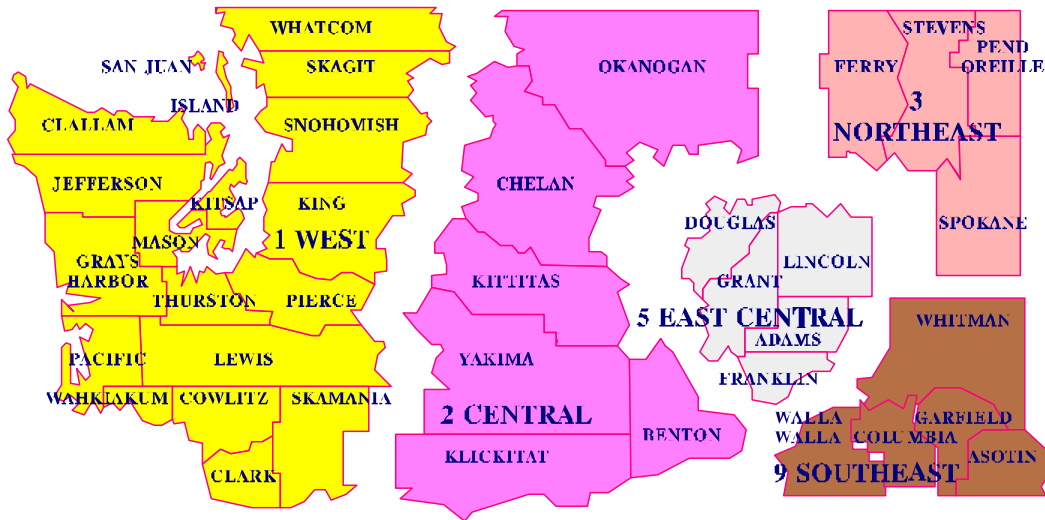 WHATCOM
SAN JUAN
SKAGIT
ISLAND
CLALLAM
SNOHOMISH
JEFFERSON
KITSAP
KING
MASON
1 WEST
GRAYS
HARBOR
THURSTON
PIERCE
PACIFIC
LEWIS
WAHKIAKUM
COWLITZ
SKAMANIA
CLARK
OKANOGAN
CHELAN
KITTITAS
YAKIMA
2 CENTRAL
BENTON
KLICKITAT
STEVENS
PEND
OREILLE
FERRY
3
NORTHEAST
SPOKANE
DOUGLAS
LINCOLN
GRANT
5 EAST CENTRAL
ADAMS
FRANKLIN
WHITMAN
WALLA
WALLA
GARFIELD
COLUMBIA
ASOTIN
9 SOUTHEAST